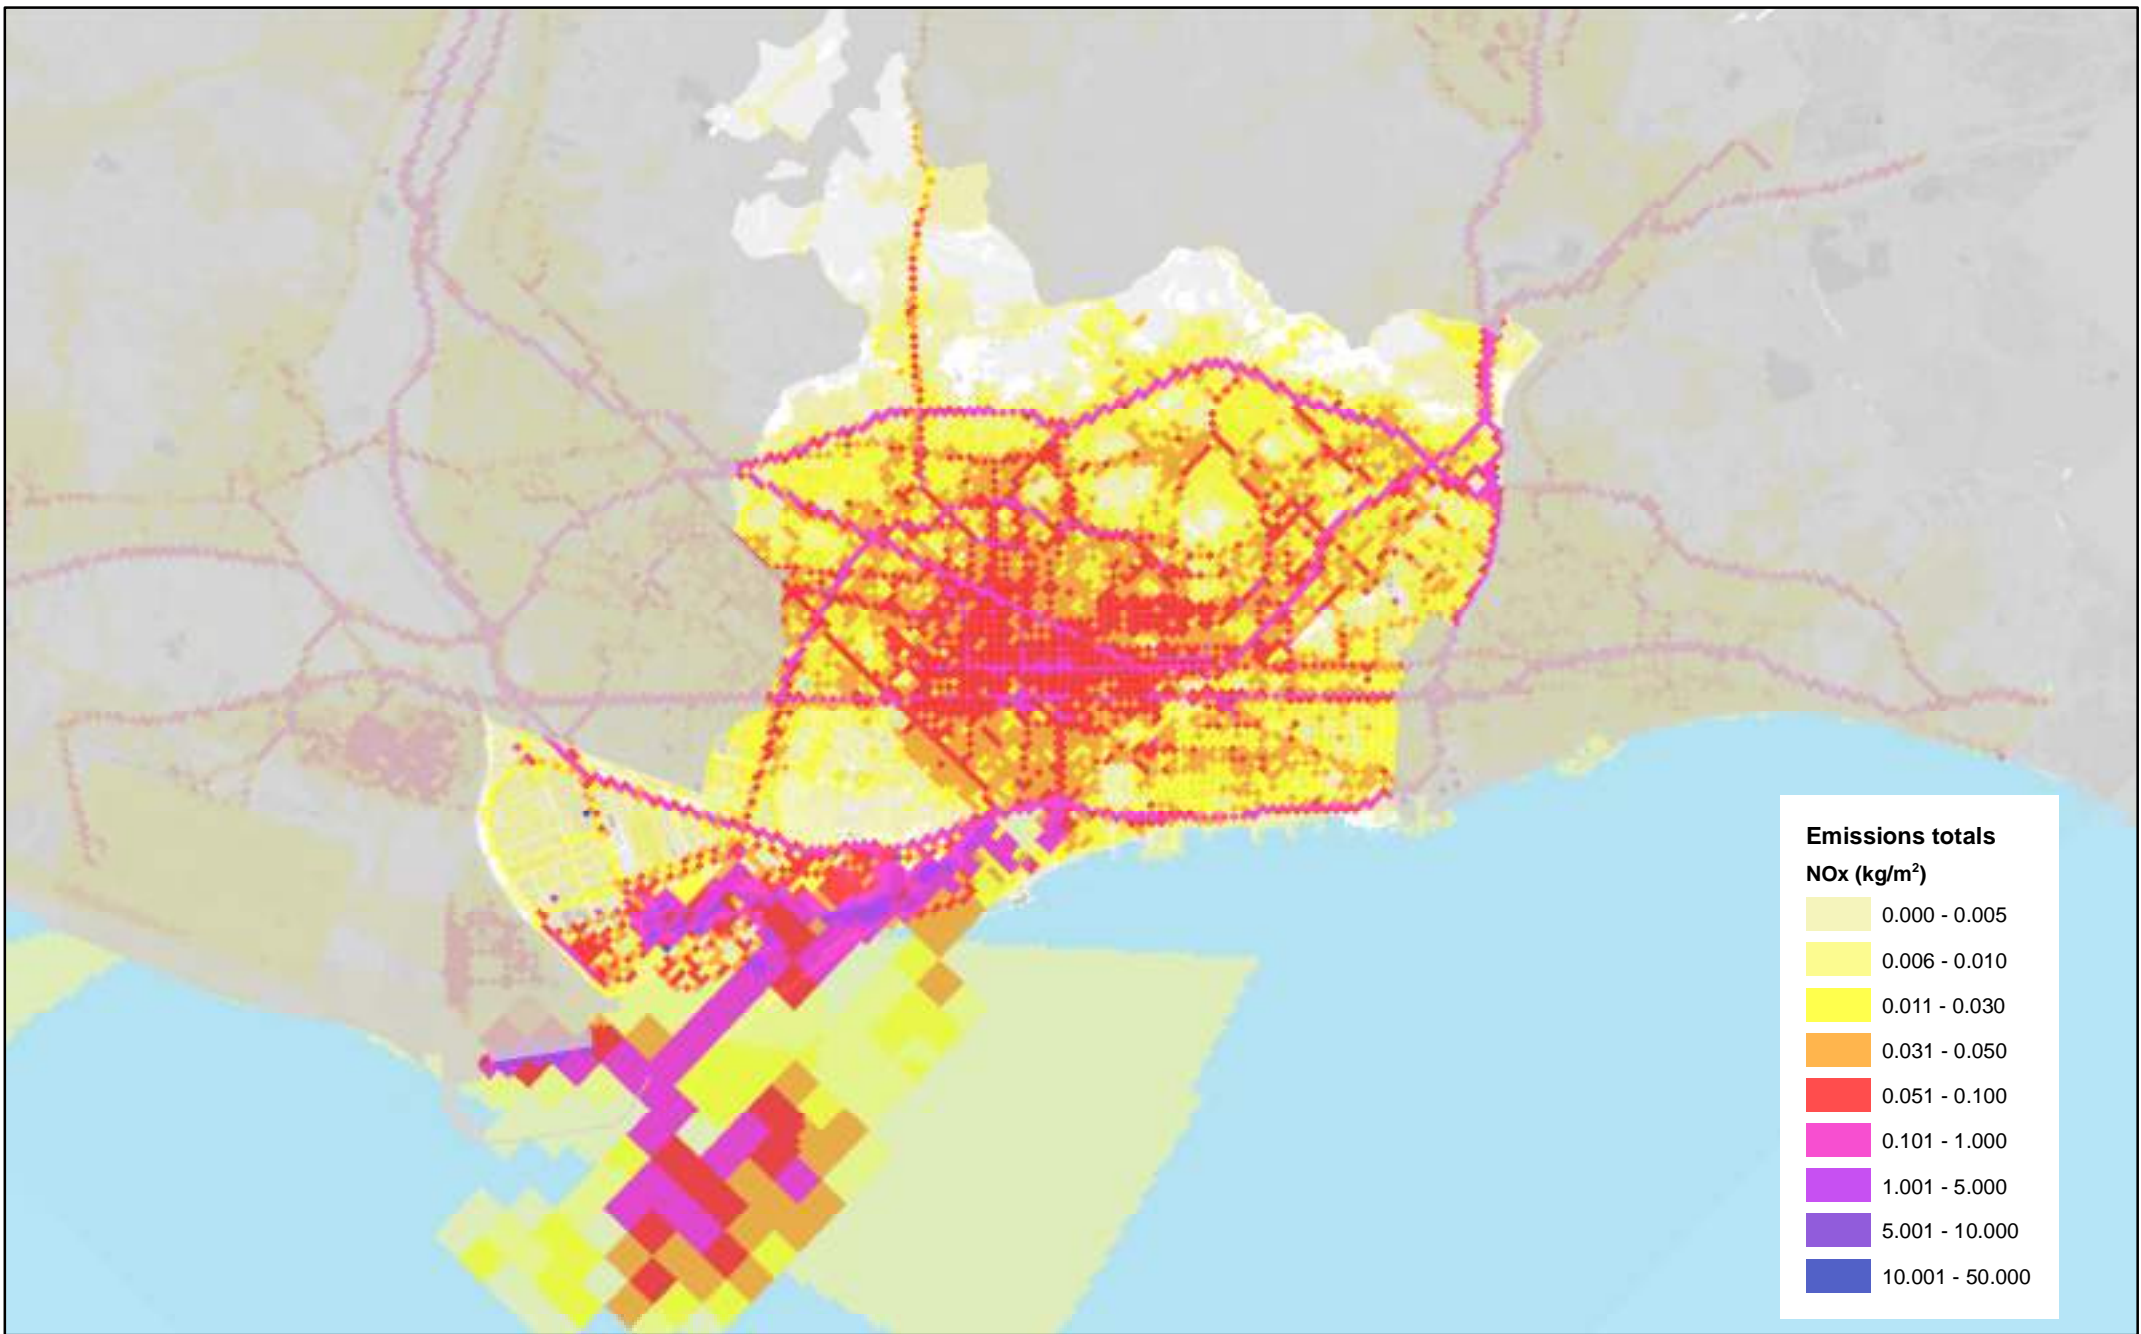 Emissions totals
NOx (kg/m²)
0.000 - 0.005
0.006 - 0.010
0.011 - 0.030
0.031 - 0.050
0.051 - 0.100
0.101 - 1.000
1.001 - 5.000
5.001 - 10.000
10.001 - 50.000